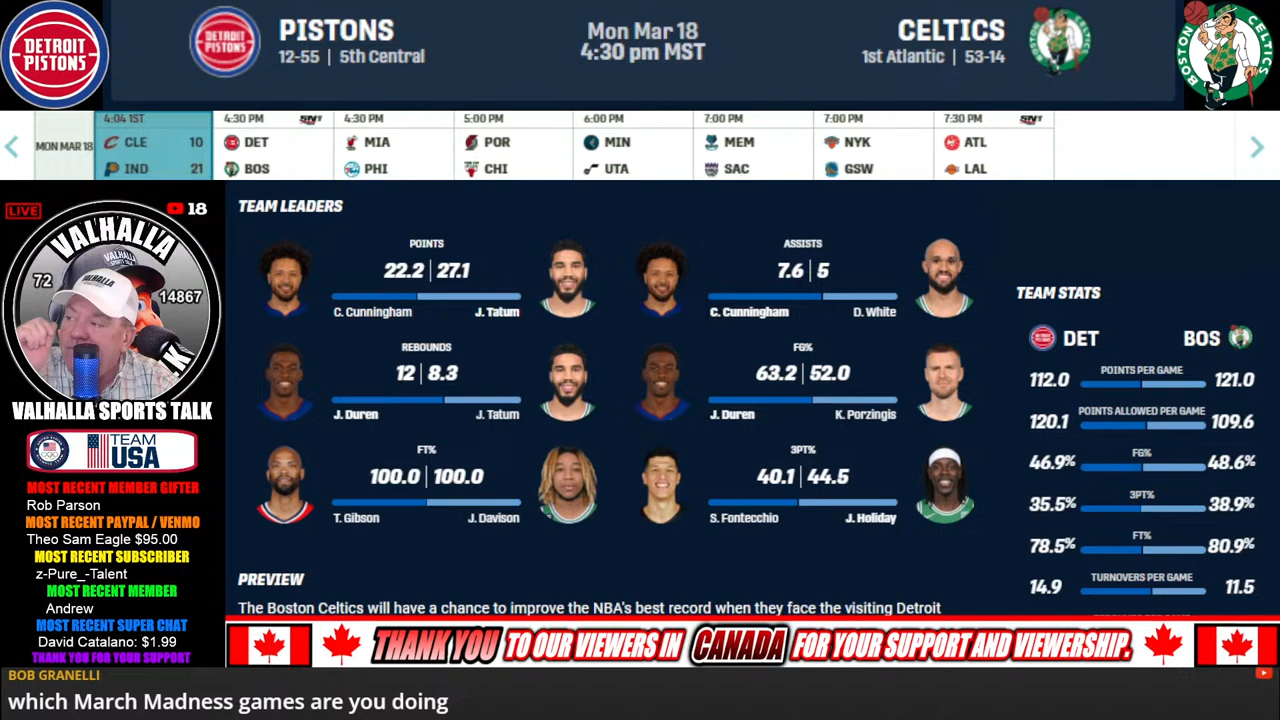 DETROIT
PISTONS
DETROIT
PISTONS
PISTONS
12-55 | 5th Central
Mon Mar 18
4:30 pm MST
CELTICS
1st Atlantic | 53-14
BOSTON
CELTICS
MON MAR 18
4:04 1ST
CLE 10
IND 21
4:30 PM SNT
DET
BOS
4:30 PM
MIA
PHI
5:00 PM
POR
CHI
6:00 PM
MIN
UTA
7:00 PM
MEM
SAC
7:00 PM
NYK
GSW
7:30 PM SNT
ATL
LAL
LIVE
18
VALHALLA
72
14867
VALHALLA SPORTS TALK
TEAM
USA
MOST RECENT MEMBER GIFTER
Rob Parson
MOST RECENT PAYPAL / VENMO
Theo Sam Eagle $95.00
MOST RECENT SUBSCRIBER
z-Pure_-Talent
MOST RECENT MEMBER
Andrew
MOST RECENT SUPER CHAT
David Catalano: $1.99
THANK YOU FOR YOUR SUPPORT
TEAM LEADERS
POINTS
22.2 | 27.1
C. Cunningham J. Tatum
ASSISTS
7.6 | 5
C. Cunningham D. White
REBOUNDS
12 | 8.3
J. Duren J. Tatum
FG%
63.2 | 52.0
J. Duren K. Porzingis
FT%
100.0 | 100.0
T. Gibson J. Davison
3PT%
40.1 | 44.5
S. Fontecchio J. Holiday
TEAM STATS
DET BOS
POINTS PER GAME
112.0 121.0
POINTS ALLOWED PER GAME
120.1 109.6
FG%
46.9% 48.6%
3PT%
35.5% 38.9%
FT%
78.5% 80.9%
TURNOVERS PER GAME
14.9 11.5
PREVIEW
The Boston Celtics will have a chance to improve the NBA's best record when they face the visiting Detroit
THANK YOU TO OUR VIEWERS IN CANADA FOR YOUR SUPPORT AND VIEWERSHIP.
BOB GRANELLI
which March Madness games are you doing